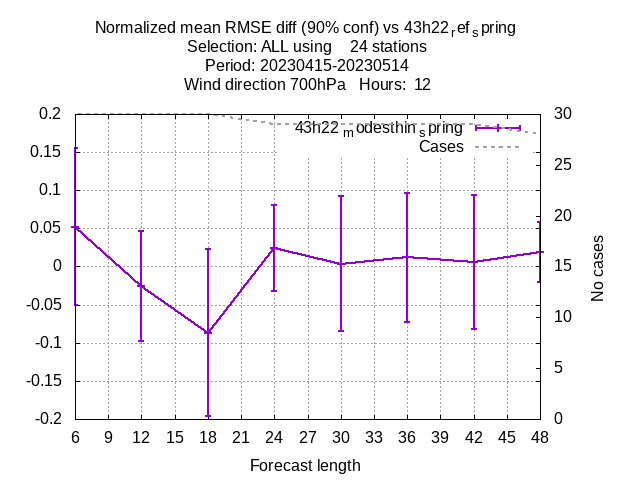 Normalized mean RMSE diff (90% conf) vs 43h22ref spring
Selection: ALL using 24 stations
Period: 20230415-20230514
Wind direction 700hPa Hours: 12
43h22modesthinspring
Cases
0.2
0.15
0.1
0.05
0
-0.05
-0.1
-0.15
-0.2
30
25
20
15
10
5
0
No cases
6 9 12 15 18 21 24 27 30 33 36 39 42 45 48
Forecast length